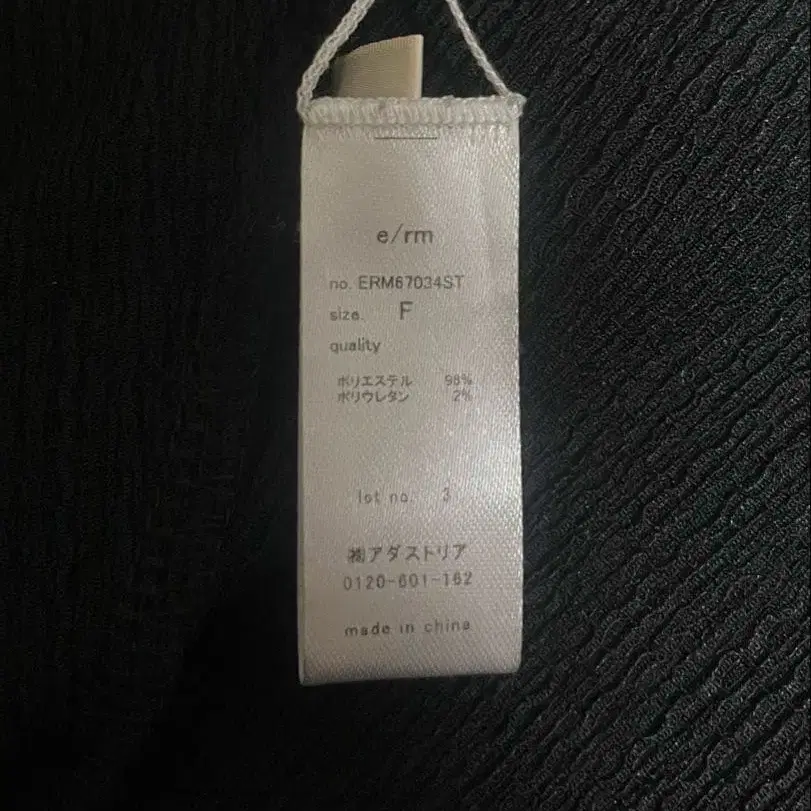 e/rm
no. ERM67034ST
size. F
quality
ポリエステル 98%
ポリウレタン 2%
lot no. 3
㈱アダストリア
0120-601-162
made in china